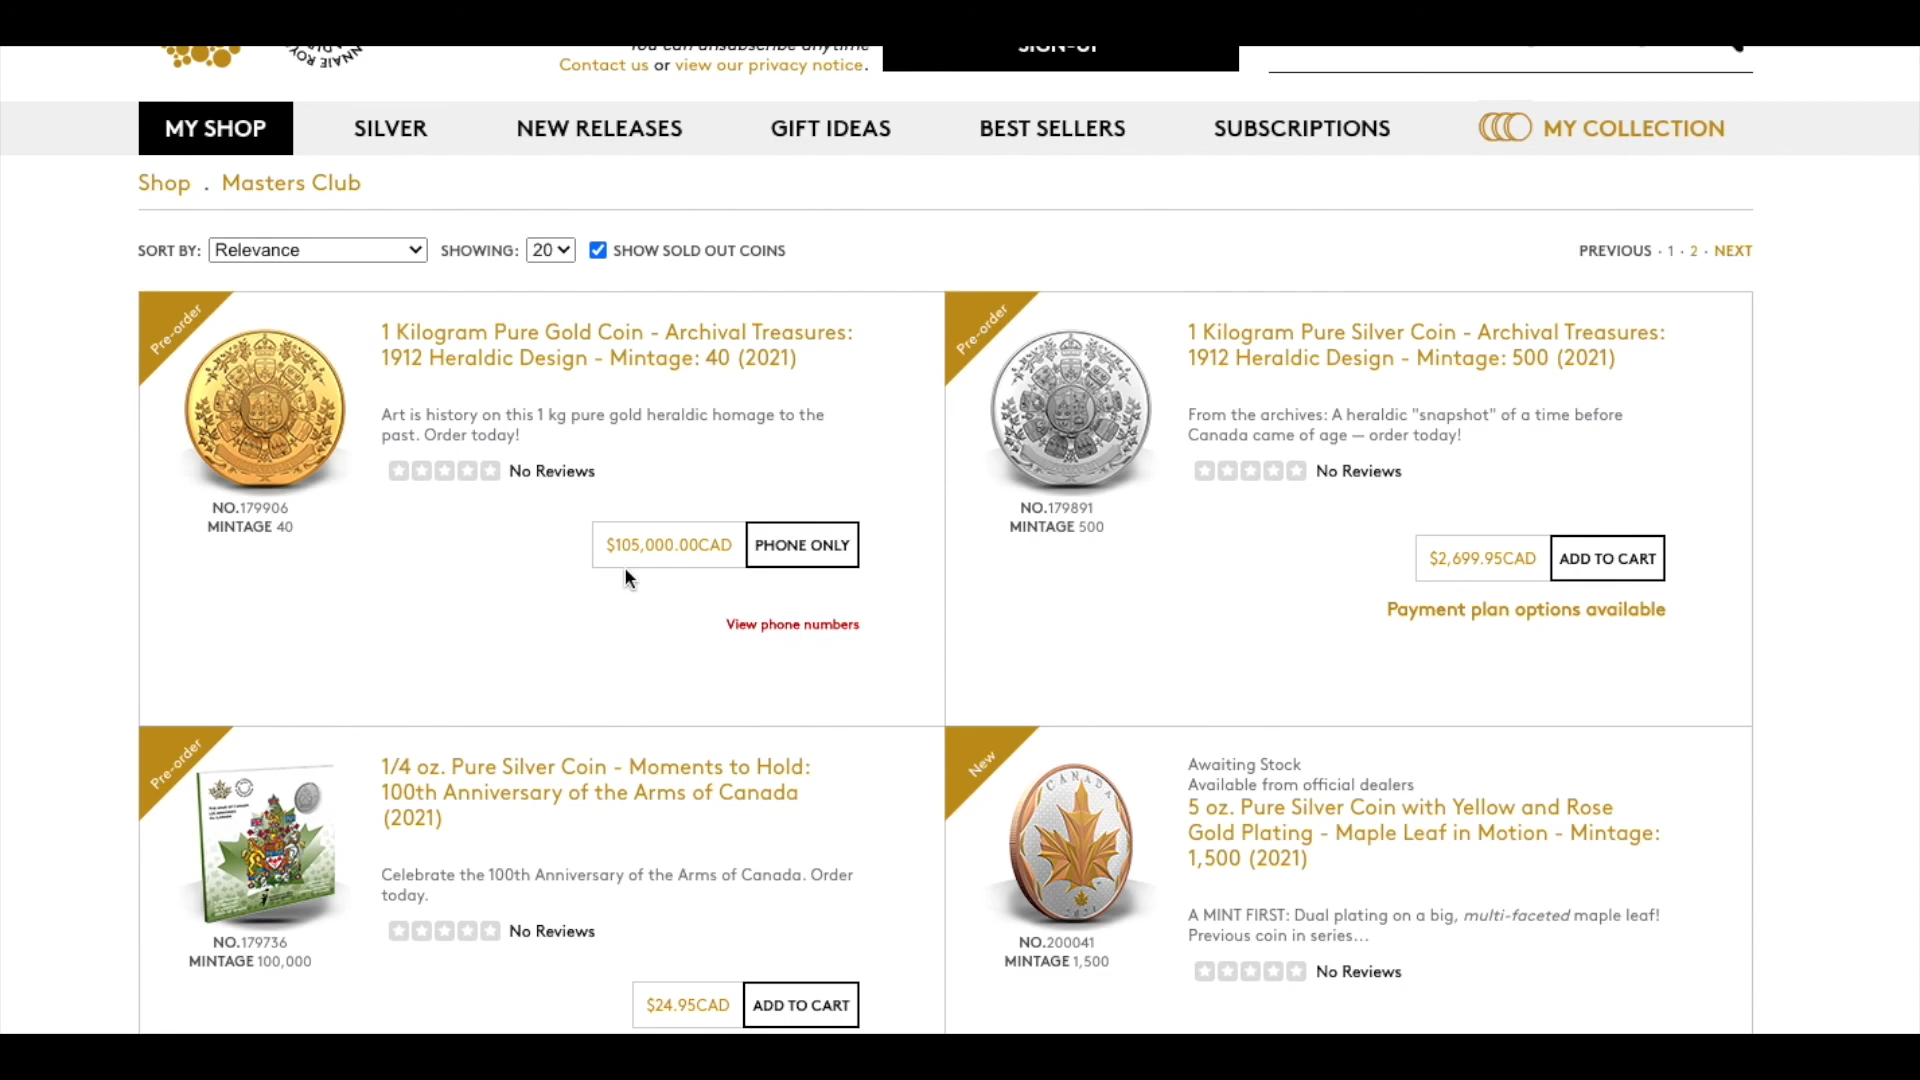 You can unsubscribe anytime
SIGN-UP
Contact us or view our privacy notice.
MY SHOP
SILVER
NEW RELEASES
GIFT IDEAS
BEST SELLERS
SUBSCRIPTIONS
MY COLLECTION
Shop . Masters Club
SORT BY: Relevance SHOWING: 20 SHOW SOLD OUT COINS
PREVIOUS · 1 · 2 · NEXT
Pre-order
1 Kilogram Pure Gold Coin - Archival Treasures:
1912 Heraldic Design - Mintage: 40 (2021)
Art is history on this 1 kg pure gold heraldic homage to the
past. Order today!
No Reviews
NO.179906
MINTAGE 40
$105,000.00CAD PHONE ONLY
View phone numbers
Pre-order
1 Kilogram Pure Silver Coin - Archival Treasures:
1912 Heraldic Design - Mintage: 500 (2021)
From the archives: A heraldic "snapshot" of a time before
Canada came of age — order today!
No Reviews
NO.179891
MINTAGE 500
$2,699.95CAD ADD TO CART
Payment plan options available
Pre-order
1/4 oz. Pure Silver Coin - Moments to Hold:
100th Anniversary of the Arms of Canada
(2021)
Celebrate the 100th Anniversary of the Arms of Canada. Order
today.
No Reviews
NO.179736
MINTAGE 100,000
$24.95CAD ADD TO CART
New
CANADA
2021
Awaiting Stock
Available from official dealers
5 oz. Pure Silver Coin with Yellow and Rose
Gold Plating - Maple Leaf in Motion - Mintage:
1,500 (2021)
A MINT FIRST: Dual plating on a big, multi-faceted maple leaf!
Previous coin in series...
No Reviews
NO.200041
MINTAGE 1,500